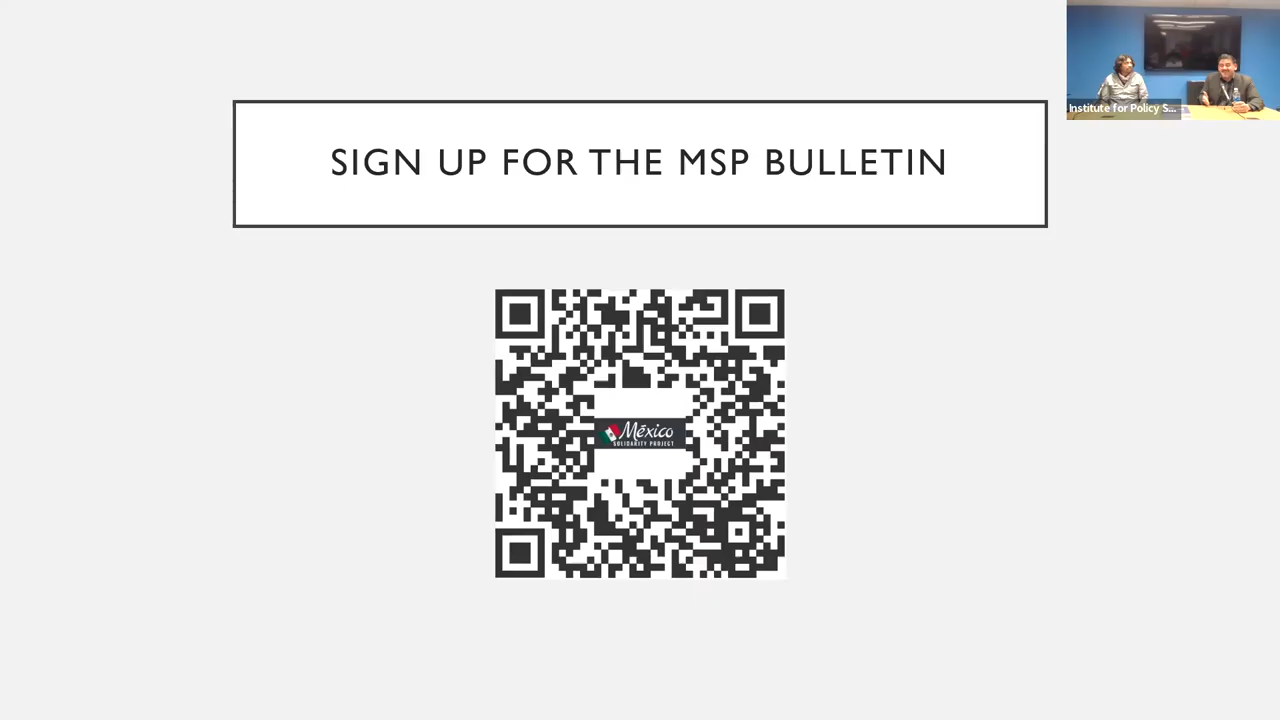 SIGN UP FOR THE MSP BULLETIN
México
SOLIDARITY PROJECT
Institute for Policy S...